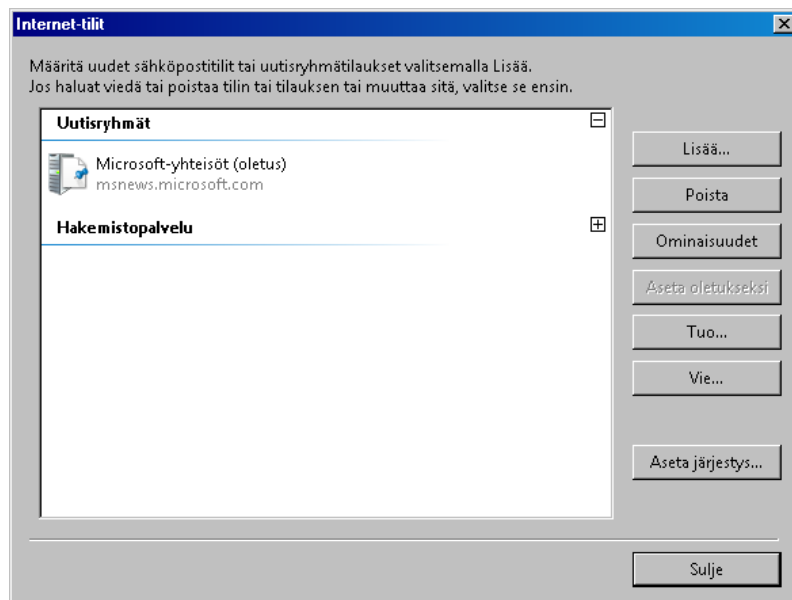 Internet-tilit
Määritä uudet sähköpostitilit tai uutisryhmätilaukset valitsemalla Lisää.
Jos haluat viedä tai poistaa tilin tai tilauksen tai muuttaa sitä, valitse se ensin.
Uutisryhmät
Microsoft-yhteisöt (oletus)
msnews.microsoft.com
Hakemistopalvelu
Lisää...
Poista
Ominaisuudet
Aseta oletukseksi
Tuo...
Vie...
Aseta järjestys...
Sulje